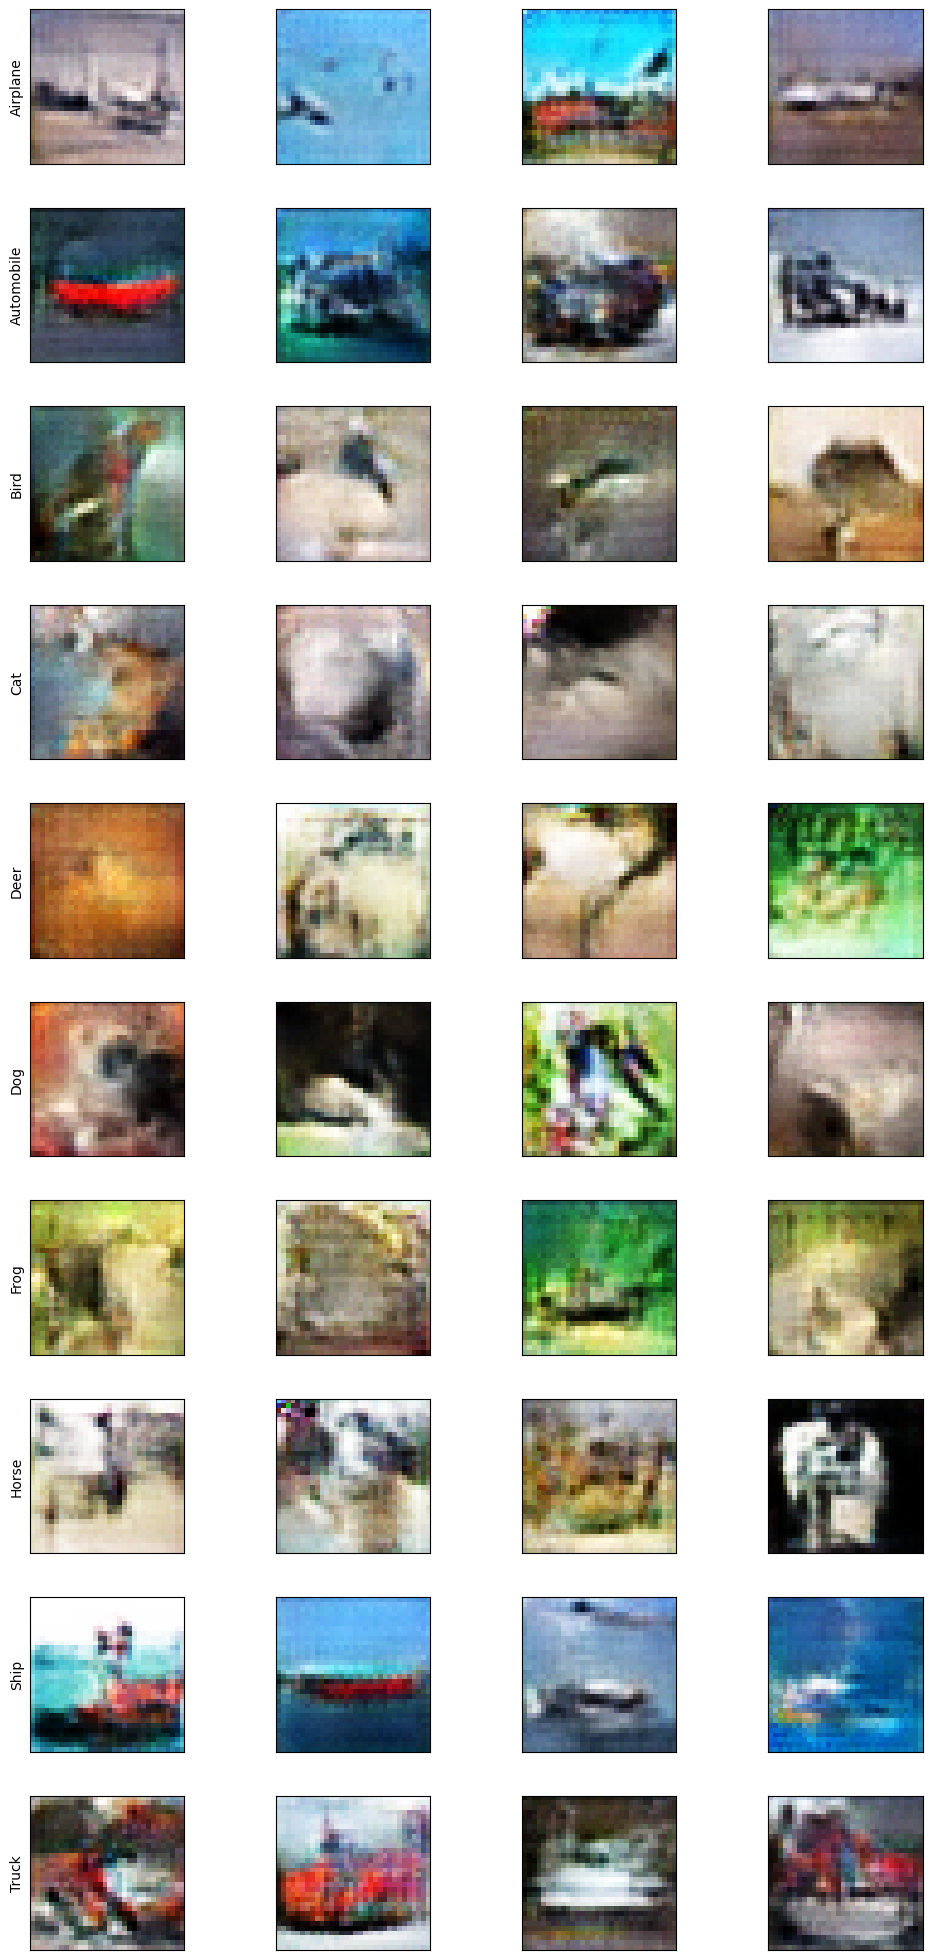 Airplane
Automobile
Bird
Cat
Deer
Dog
Frog
Horse
Ship
Truck